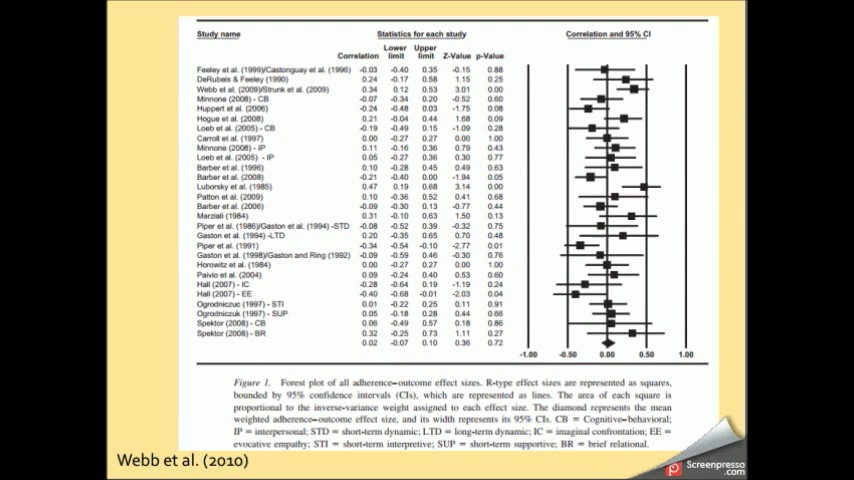 Study name Statistics for each study Correlation and 95% CI
Correlation Lower limit Upper limit Z-Value p-Value
Feeley et al. (1999)/Castonguay et al. (1996) -0.03 -0.40 0.35 -0.15 0.88
DeRubeis & Feeley (1990) 0.24 -0.17 0.58 1.15 0.25
Webb et al. (2009)/Strunk et al. (2009) 0.34 0.12 0.53 3.01 0.00
Minnone (2008) - CB -0.07 -0.34 0.20 -0.52 0.60
Huppert et al. (2006) -0.24 -0.48 0.03 -1.75 0.08
Hogue et al. (2008) 0.21 -0.04 0.44 1.68 0.09
Loeb et al. (2005) - CB -0.19 -0.49 0.15 -1.09 0.28
Carroll et al. (1997) 0.00 -0.27 0.27 0.00 1.00
Minnone (2008) - IP 0.11 -0.16 0.36 0.79 0.43
Loeb et al. (2005) - IP 0.05 -0.27 0.36 0.30 0.77
Barber et al. (1996) 0.10 -0.28 0.45 0.49 0.63
Barber et al. (2008) -0.21 -0.40 0.00 -1.94 0.05
Luborsky et al. (1985) 0.47 0.19 0.68 3.14 0.00
Patton et al. (2009) 0.10 -0.36 0.52 0.41 0.68
Barber et al. (2006) -0.09 -0.30 0.13 -0.77 0.44
Marziali (1984) 0.31 -0.10 0.63 1.50 0.13
Piper et al. (1986)/Gaston et al. (1994) -STD -0.08 -0.52 0.39 -0.32 0.75
Gaston et al. (1994) -LTD 0.20 -0.35 0.65 0.70 0.48
Piper et al. (1991) -0.34 -0.54 -0.10 -2.77 0.01
Gaston et al. (1998)/Gaston and Ring (1992) -0.09 -0.59 0.46 -0.30 0.76
Horowitz et al. (1984) 0.00 -0.27 0.27 0.00 1.00
Paivio et al. (2004) 0.09 -0.24 0.40 0.53 0.60
Hall (2007) - IC -0.28 -0.64 0.19 -1.19 0.24
Hall (2007) - EE -0.40 -0.68 -0.01 -2.03 0.04
Ogrodniczuc (1997) - STI 0.01 -0.22 0.25 0.11 0.91
Ogrodniczuk (1997) - SUP 0.05 -0.18 0.28 0.44 0.66
Spektor (2008) - CB 0.06 -0.49 0.57 0.18 0.86
Spektor (2008) - BR 0.32 -0.25 0.73 1.11 0.27
0.02 -0.07 0.10 0.36 0.72
-1.00 -0.50 0.00 0.50 1.00
Figure 1. Forest plot of all adherence–outcome effect sizes. R-type effect sizes are represented as squares,
bounded by 95% confidence intervals (CIs), which are represented as lines. The area of each square is
proportional to the inverse-variance weight assigned to each effect size. The diamond represents the mean
weighted adherence–outcome effect size, and its width represents its 95% CIs. CB = Cognitive–behavioral;
IP = interpersonal; STD = short-term dynamic; LTD = long-term dynamic; IC = imaginal confrontation; EE =
evocative empathy; STI = short-term interpretive; SUP = short-term supportive; BR = brief relational.
Webb et al. (2010)
Screenpresso
.com